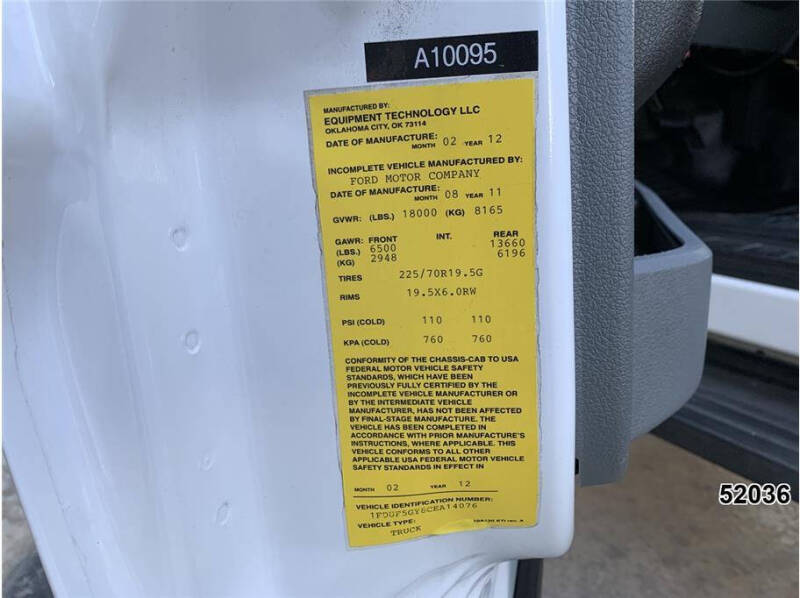 A10095
MANUFACTURED BY:
EQUIPMENT TECHNOLOGY LLC
OKLAHOMA CITY, OK 73114
DATE OF MANUFACTURE: MONTH 02 YEAR 12
INCOMPLETE VEHICLE MANUFACTURED BY:
FORD MOTOR COMPANY
DATE OF MANUFACTURE: MONTH 08 YEAR 11
GVWR: (LBS.) 18000 (KG) 8165
GAWR: FRONT INT. REAR
(LBS.) 6500 13660
(KG) 2948 6196
TIRES 225/70R19.5G
RIMS 19.5X6.0RW
PSI (COLD) 110 110
KPA (COLD) 760 760
CONFORMITY OF THE CHASSIS-CAB TO USA
FEDERAL MOTOR VEHICLE SAFETY
STANDARDS, WHICH HAVE BEEN
PREVIOUSLY FULLY CERTIFIED BY THE
INCOMPLETE VEHICLE MANUFACTURER OR
BY THE INTERMEDIATE VEHICLE
MANUFACTURER, HAS NOT BEEN AFFECTED
BY FINAL-STAGE MANUFACTURE. THE
VEHICLE HAS BEEN COMPLETED IN
ACCORDANCE WITH PRIOR MANUFACTURE'S
INSTRUCTIONS, WHERE APPLICABLE. THIS
VEHICLE CONFORMS TO ALL OTHER
APPLICABLE USA FEDERAL MOTOR VEHICLE
SAFETY STANDARDS IN EFFECT IN
MONTH 02 YEAR 12
VEHICLE IDENTIFICATION NUMBER:
VEHICLE TYPE:
TRUCK
52036